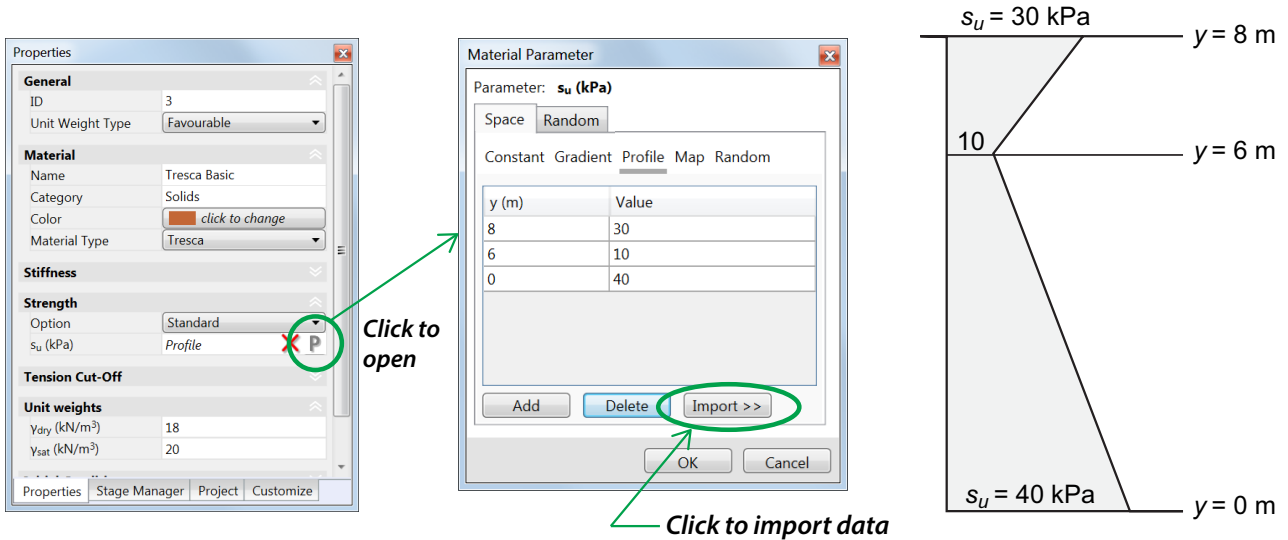 Properties
General
ID 3
Unit Weight Type Favourable
Material
Name Tresca Basic
Category Solids
Color click to change
Material Type Tresca
Stiffness
Strength
Option Standard
su (kPa) Profile X P
Tension Cut-Off
Unit weights
γdry (kN/m³) 18
γsat (kN/m³) 20
Properties Stage Manager Project Customize
Click to
open
Material Parameter
Parameter: su (kPa)
Space Random
Constant Gradient Profile Map Random
y (m) Value
8 30
6 10
0 40
Add Delete Import >>
OK Cancel
Click to import data
su = 30 kPa
y = 8 m
10
y = 6 m
su = 40 kPa
y = 0 m